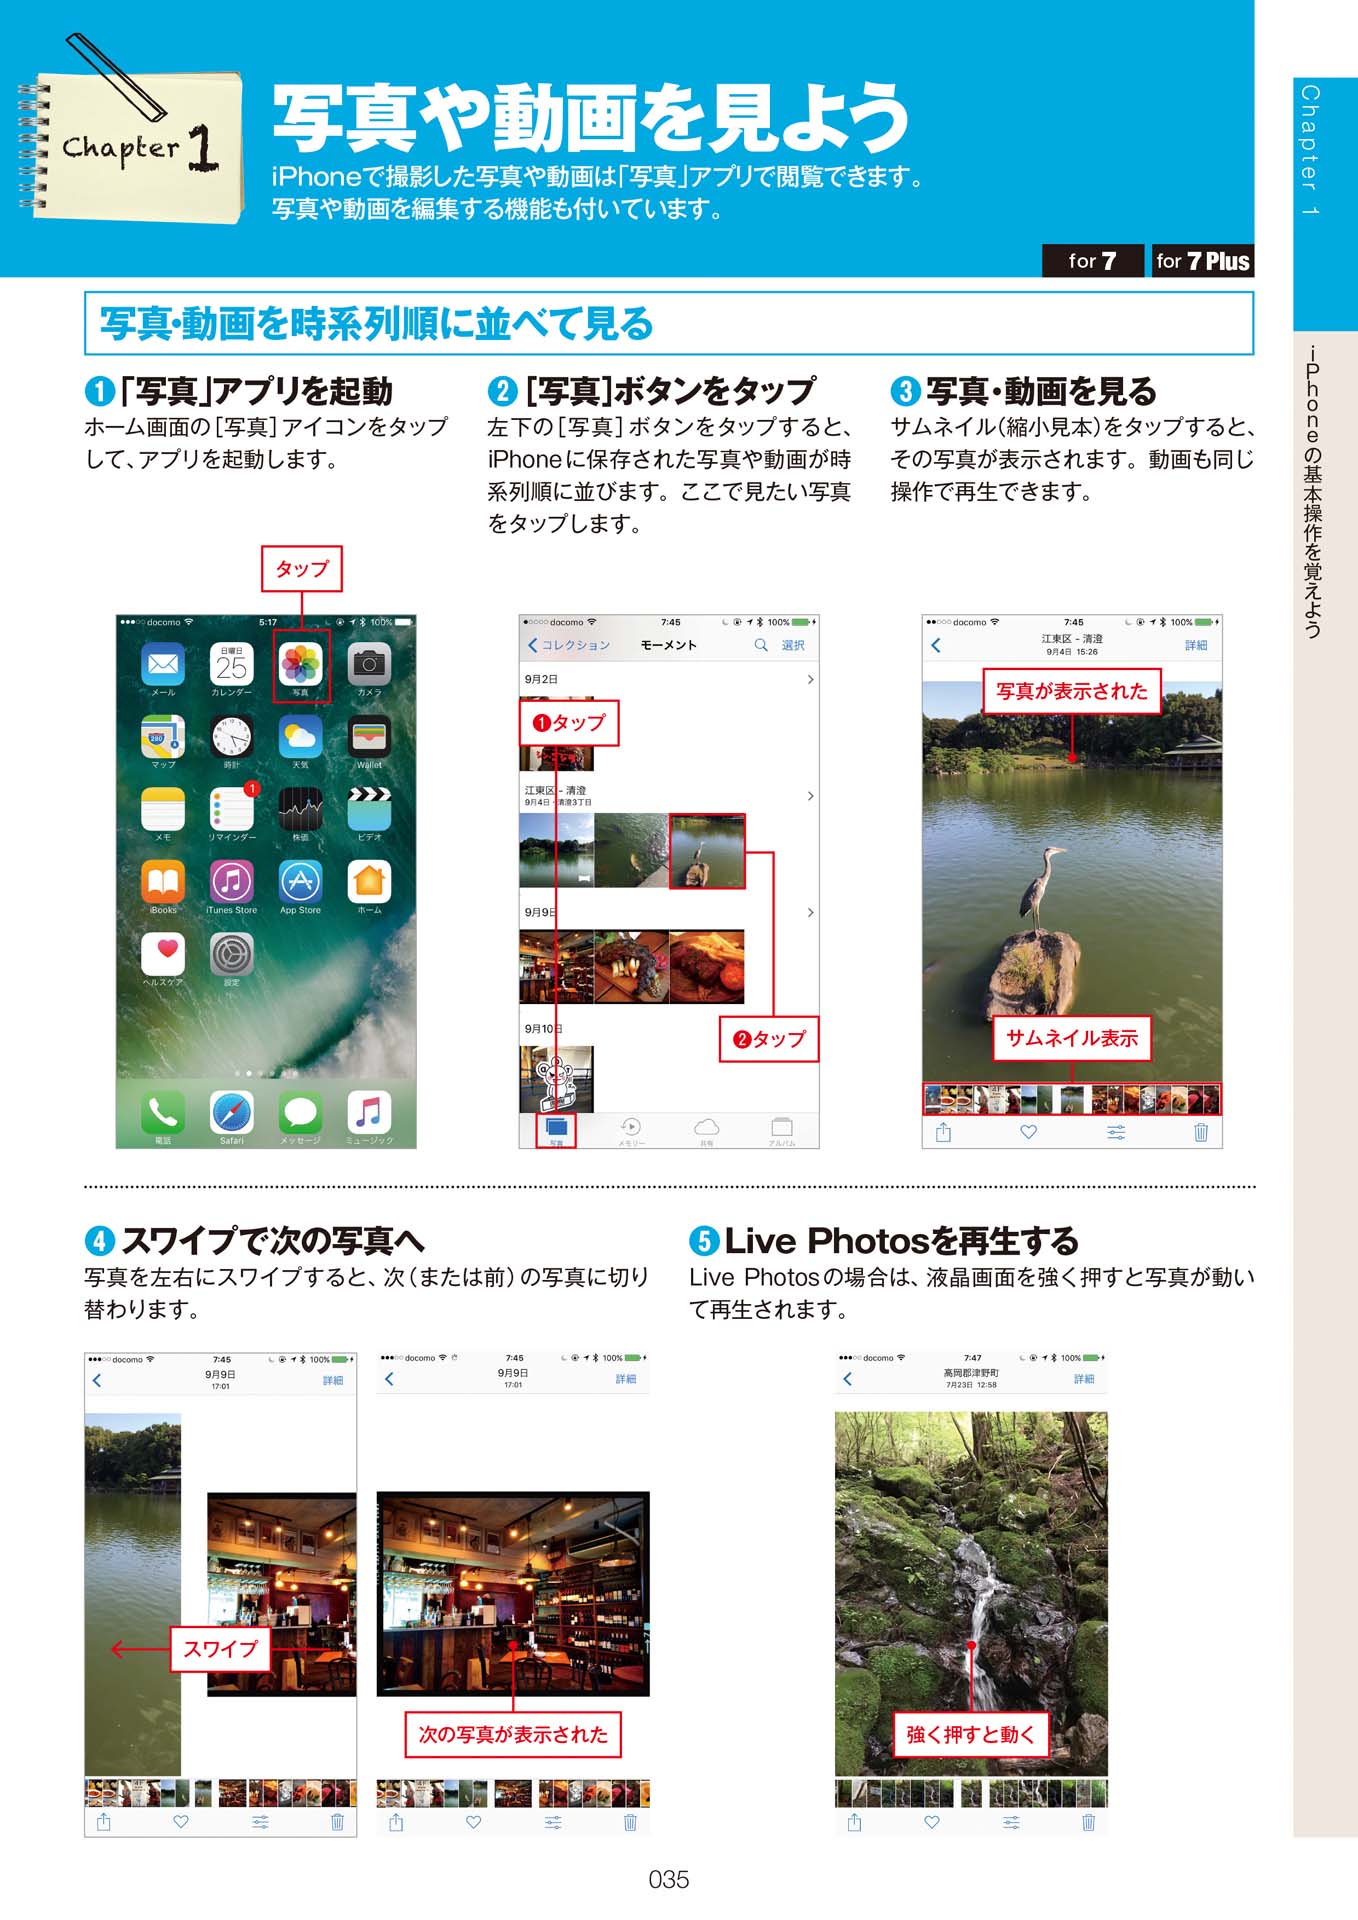 Chapter 1
写真や動画を見よう
iPhoneで撮影した写真や動画は「写真」アプリで閲覧できます。
写真や動画を編集する機能も付いています。
for 7
for 7 Plus
Chapter 1
iPhoneの基本操作を覚えよう
写真・動画を時系列順に並べて見る
1 「写真」アプリを起動
ホーム画面の［写真］アイコンをタップ
して、アプリを起動します。
2 ［写真］ボタンをタップ
左下の［写真］ボタンをタップすると、
iPhoneに保存された写真や動画が時
系列順に並びます。ここで見たい写真
をタップします。
3 写真・動画を見る
サムネイル（縮小見本）をタップすると、
その写真が表示されます。動画も同じ
操作で再生できます。
タップ
docomo 5:17 100%
日曜日
25
メール カレンダー 写真 カメラ
280
マップ 時計 天気 Wallet
1
メモ リマインダー 株価 ビデオ
iBooks iTunes Store App Store ホーム
ヘルスケア 設定
電話 Safari メッセージ ミュージック
docomo 7:45 100%
コレクション モーメント 選択
9月2日
❶タップ
江東区 - 清澄
9月4日・清澄3丁目
9月9日
❷タップ
9月10日
写真 メモリー 共有 アルバム
docomo 7:45 100%
江東区 - 清澄
9月4日 15:26
詳細
写真が表示された
サムネイル表示
4 スワイプで次の写真へ
写真を左右にスワイプすると、次（または前）の写真に切り
替わります。
5 Live Photosを再生する
Live Photosの場合は、液晶画面を強く押すと写真が動い
て再生されます。
docomo 7:45 100%
9月9日
17:01
詳細
スワイプ
docomo 7:45 100%
9月9日
17:01
詳細
次の写真が表示された
docomo 7:47 100%
高岡郡津野町
7月23日 12:58
詳細
強く押すと動く
035